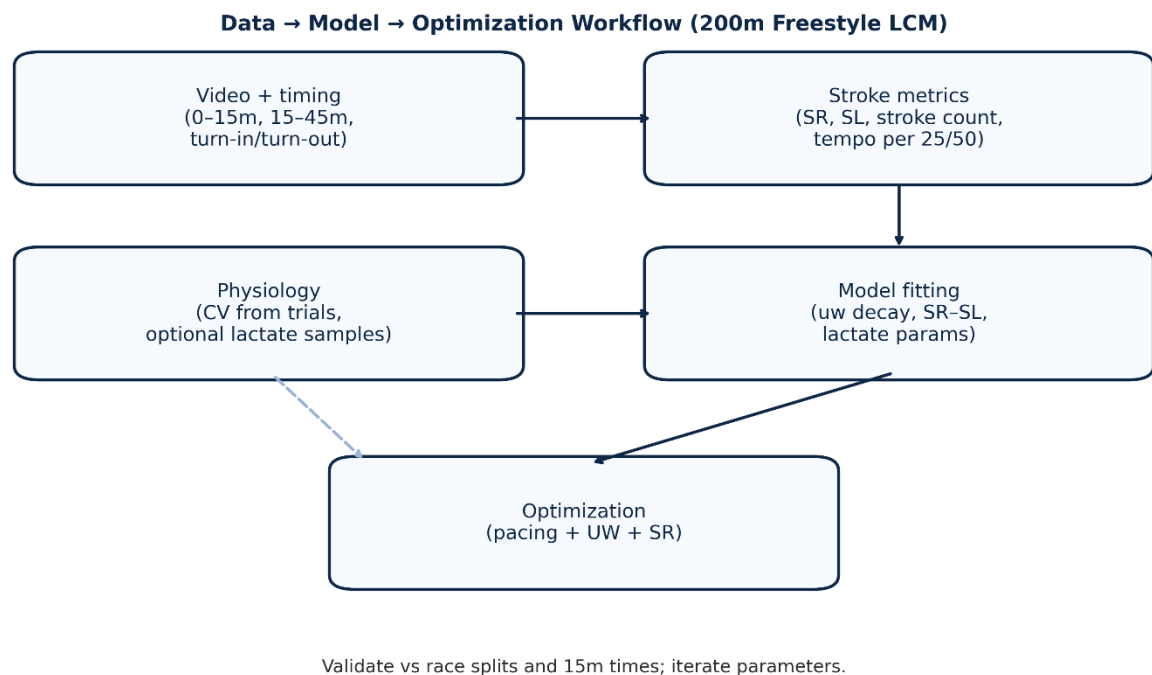 Data → Model → Optimization Workflow (200m Freestyle LCM)
Video + timing
(0–15m, 15–45m,
turn-in/turn-out)
Stroke metrics
(SR, SL, stroke count,
tempo per 25/50)
Physiology
(CV from trials,
optional lactate samples)
Model fitting
(uw decay, SR–SL,
lactate params)
Optimization
(pacing + UW + SR)
Validate vs race splits and 15m times; iterate parameters.